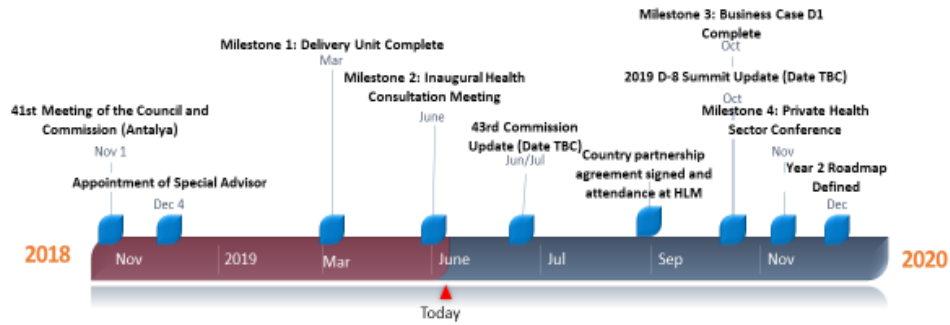 Milestone 3: Business Case D1
Complete
Oct
Milestone 1: Delivery Unit Complete
Mar
Milestone 2: Inaugural Health
Consultation Meeting
June
2019 D-8 Summit Update (Date TBC)
Oct
41st Meeting of the Council and
Commission (Antalya)
Nov 1
Milestone 4: Private Health
Sector Conference
Nov
43rd Commission
Update (Date TBC)
Jun/Jul
Country partnership
agreement signed and
attendance at HLM
Appointment of Special Advisor
Dec 4
Year 2 Roadmap
Defined
Dec
2018
Nov
2019
Mar
June
Jul
Sep
Nov
2020
Today